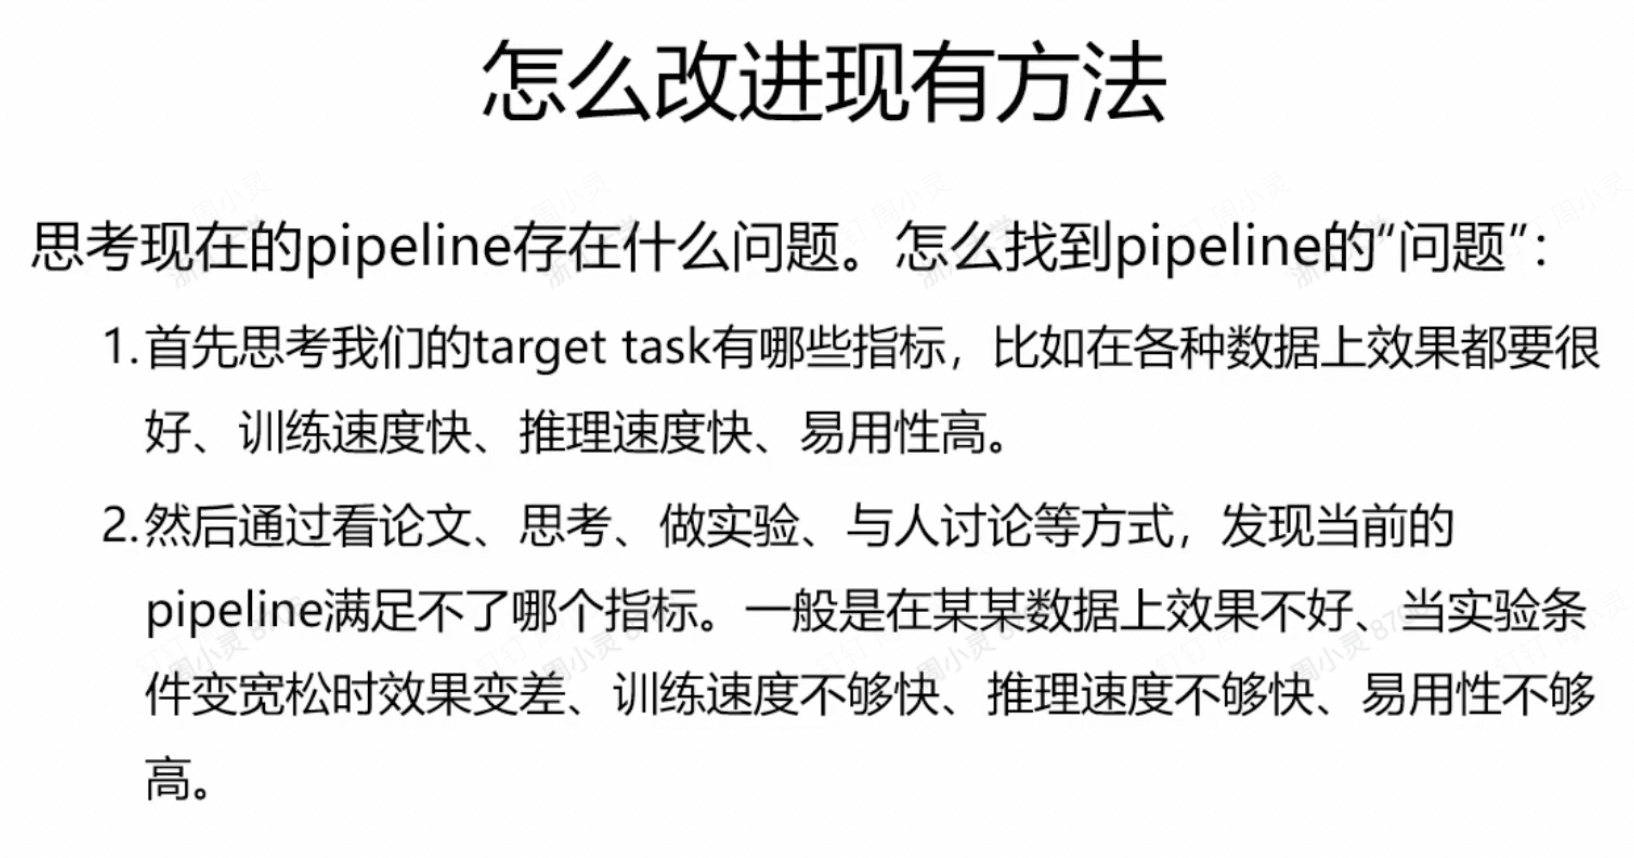 怎么改进现有方法
思考现在的pipeline存在什么问题。怎么找到pipeline的“问题”：
1.首先思考我们的target task有哪些指标，比如在各种数据上效果都要很
好、训练速度快、推理速度快、易用性高。
2.然后通过看论文、思考、做实验、与人讨论等方式，发现当前的
pipeline满足不了哪个指标。一般是在某某数据上效果不好、当实验条
件变宽松时效果变差、训练速度不够快、推理速度不够快、易用性不够
高。